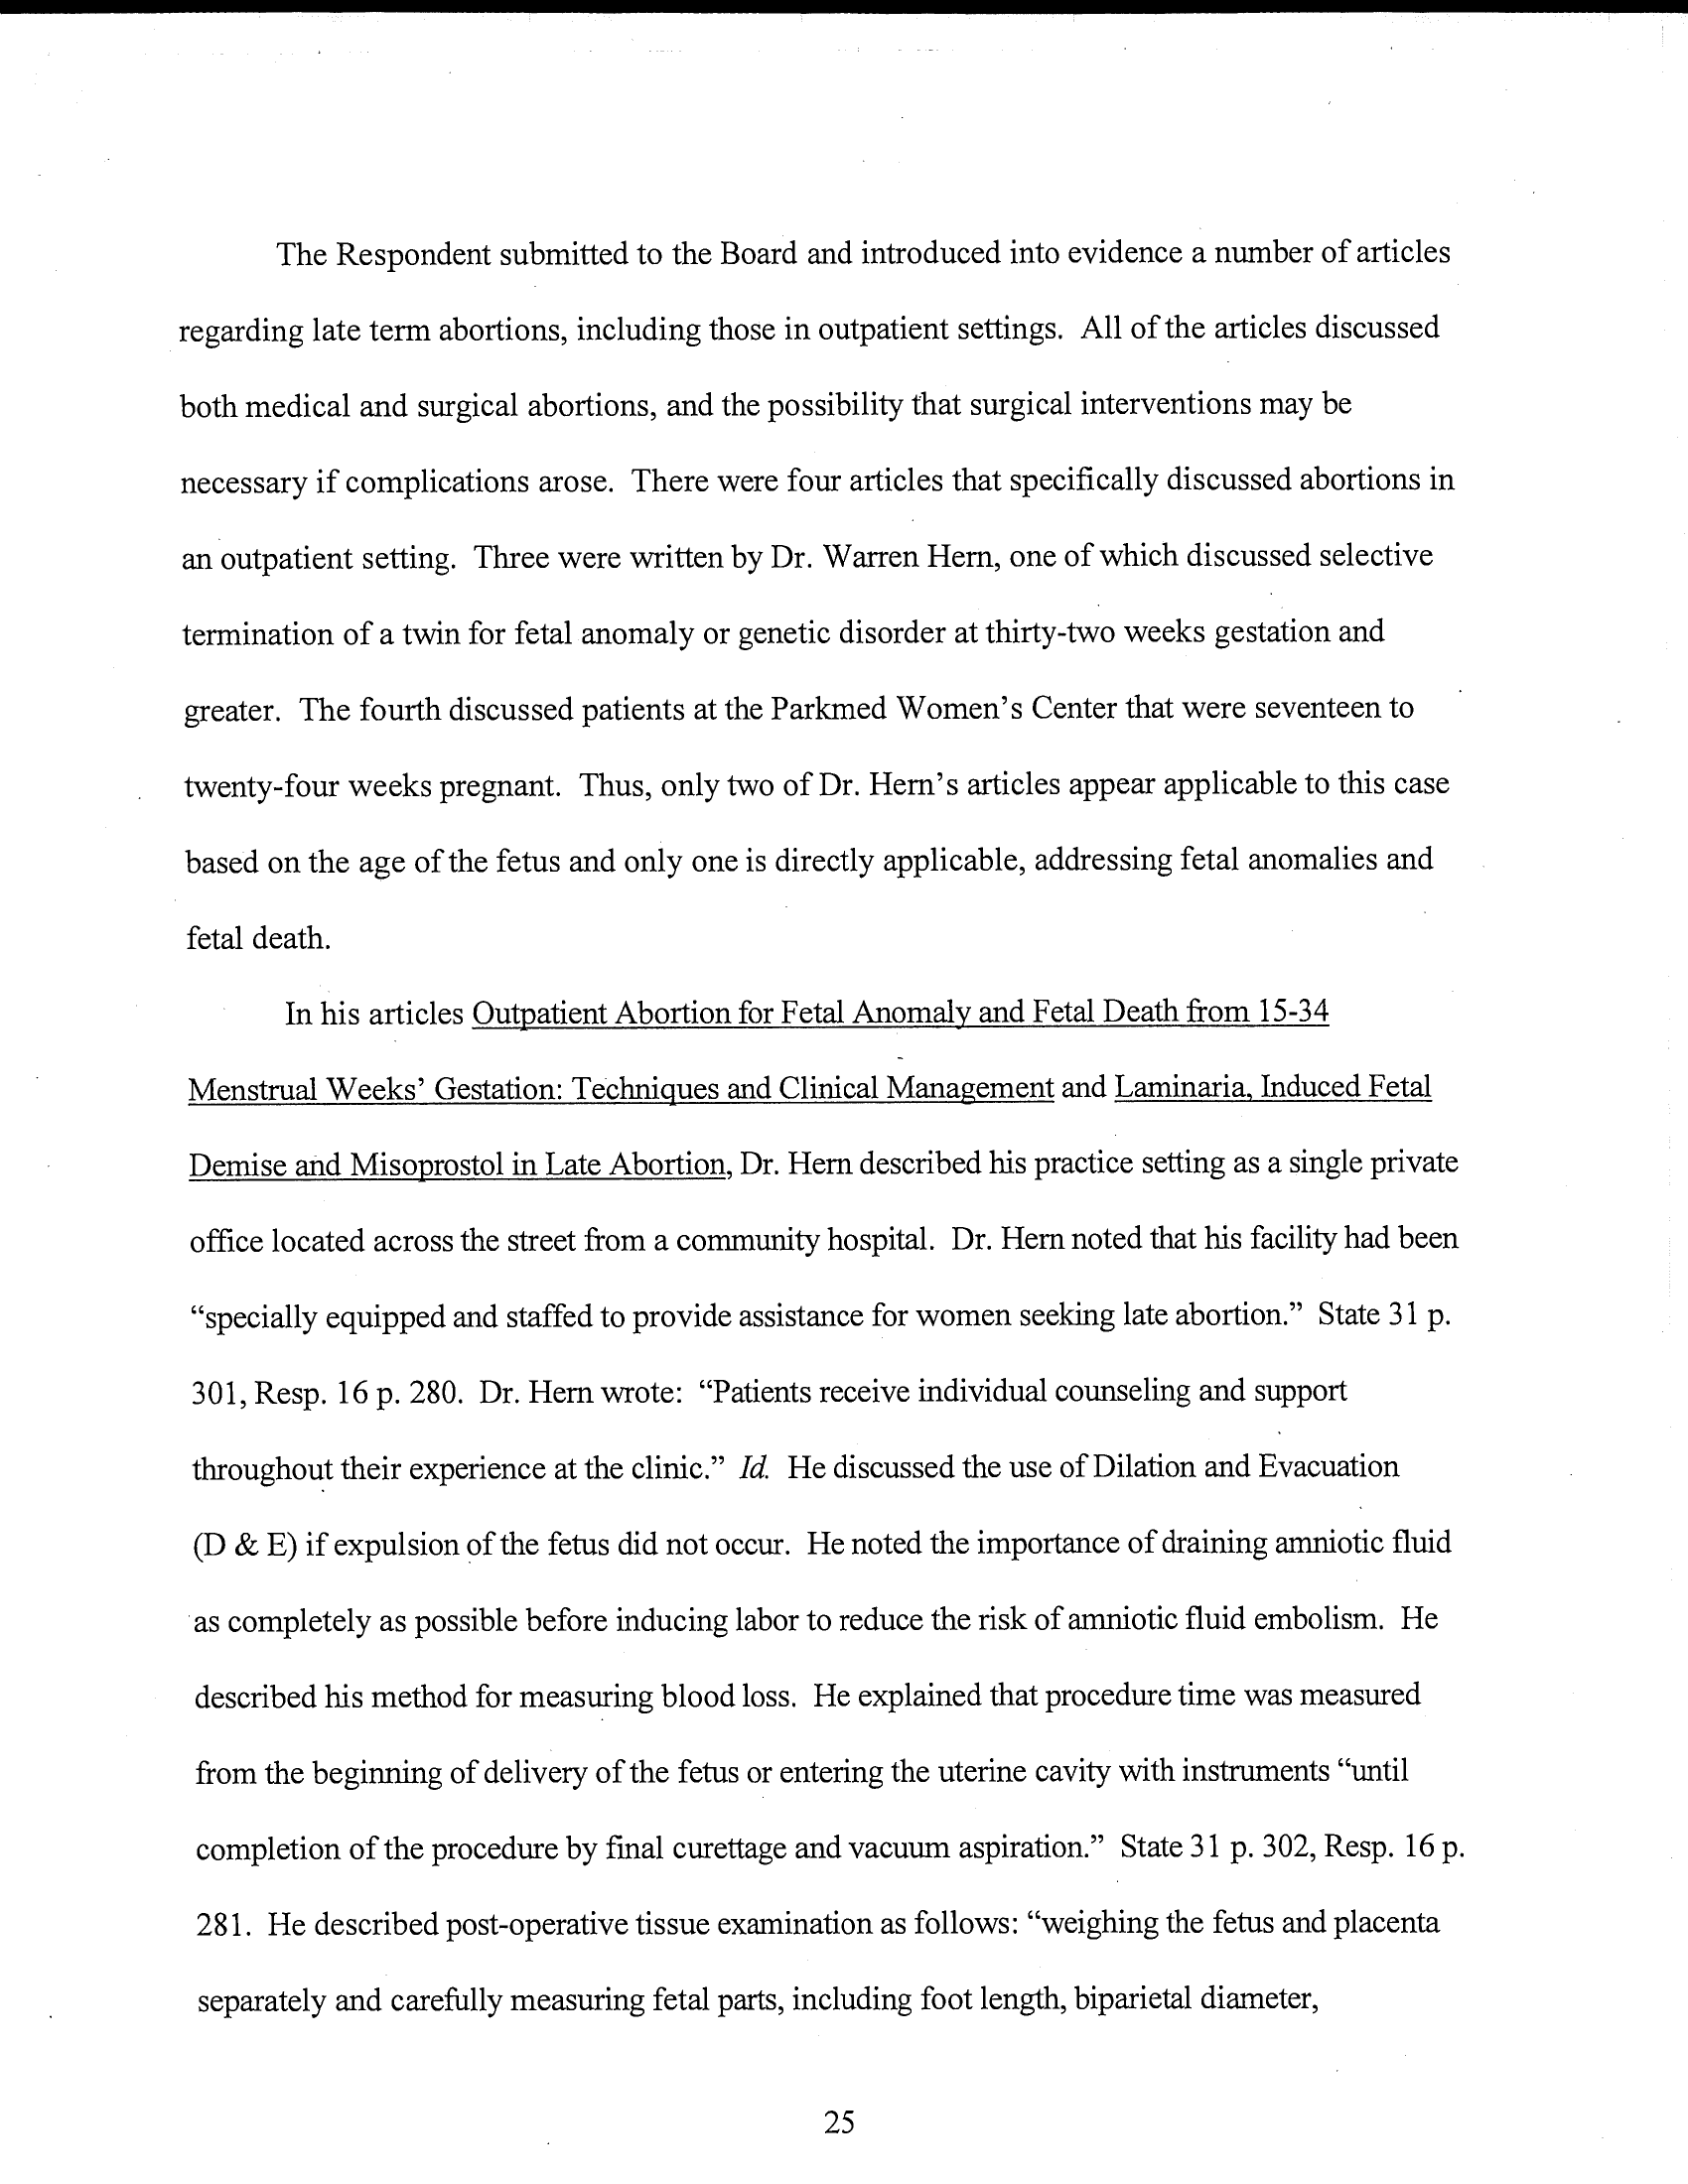 The Respondent submitted to the Board and introduced into evidence a number of articles
regarding late term abortions, including those in outpatient settings. All of the articles discussed
both medical and surgical abortions, and the possibility that surgical interventions may be
necessary if complications arose. There were four articles that specifically discussed abortions in
an outpatient setting. Three were written by Dr. Warren Hern, one of which discussed selective
termination of a twin for fetal anomaly or genetic disorder at thirty-two weeks gestation and
greater. The fourth discussed patients at the Parkmed Women's Center that were seventeen to
twenty-four weeks pregnant. Thus, only two of Dr. Hern's articles appear applicable to this case
based on the age of the fetus and only one is directly applicable, addressing fetal anomalies and
fetal death.
In his articles Outpatient Abortion for Fetal Anomaly and Fetal Death from 15-34
Menstrual Weeks' Gestation: Techniques and Clinical Management and Laminaria, Induced Fetal
Demise and Misoprostol in Late Abortion, Dr. Hern described his practice setting as a single private
office located across the street from a community hospital. Dr. Hern noted that his facility had been
“specially equipped and staffed to provide assistance for women seeking late abortion.” State 31 p.
301, Resp. 16 p. 280. Dr. Hern wrote: “Patients receive individual counseling and support
throughout their experience at the clinic.” Id. He discussed the use of Dilation and Evacuation
(D & E) if expulsion of the fetus did not occur. He noted the importance of draining amniotic fluid
as completely as possible before inducing labor to reduce the risk of amniotic fluid embolism. He
described his method for measuring blood loss. He explained that procedure time was measured
from the beginning of delivery of the fetus or entering the uterine cavity with instruments “until
completion of the procedure by final curettage and vacuum aspiration.” State 31 p. 302, Resp. 16 p.
281. He described post-operative tissue examination as follows: “weighing the fetus and placenta
separately and carefully measuring fetal parts, including foot length, biparietal diameter,
25